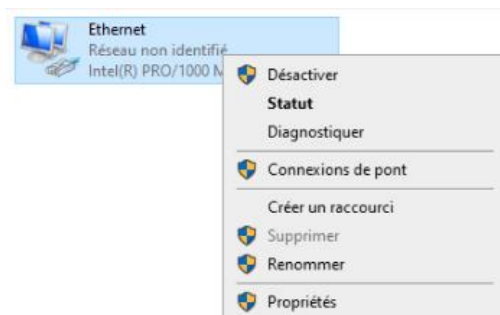 Ethernet
Réseau non identifié
Intel(R) PRO/1000 M
Désactiver
Statut
Diagnostiquer
Connexions de pont
Créer un raccourci
Supprimer
Renommer
Propriétés